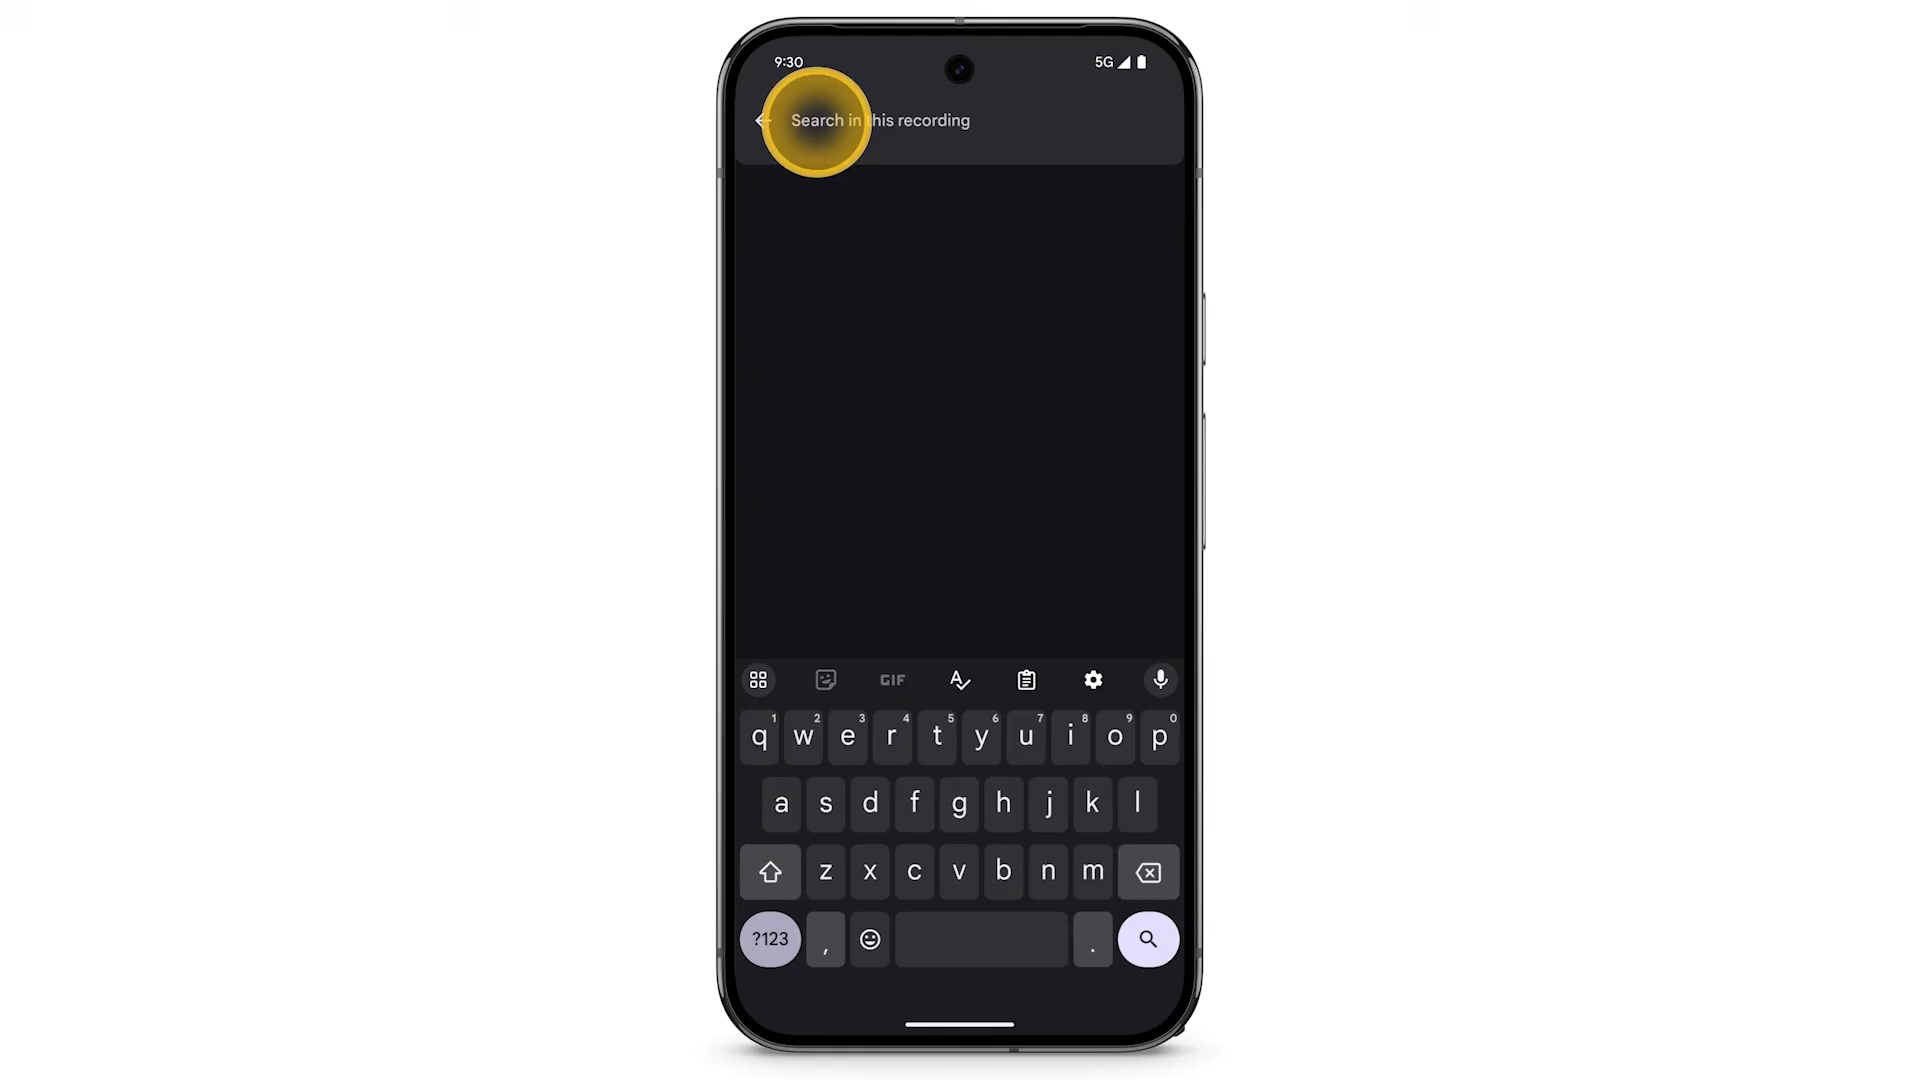 9:30 5G
Search in this recording
GIF
1 2 3 4 5 6 7 8 9 0
q w e r t y u i o p
a s d f g h j k l
z x c v b n m
?123 , .